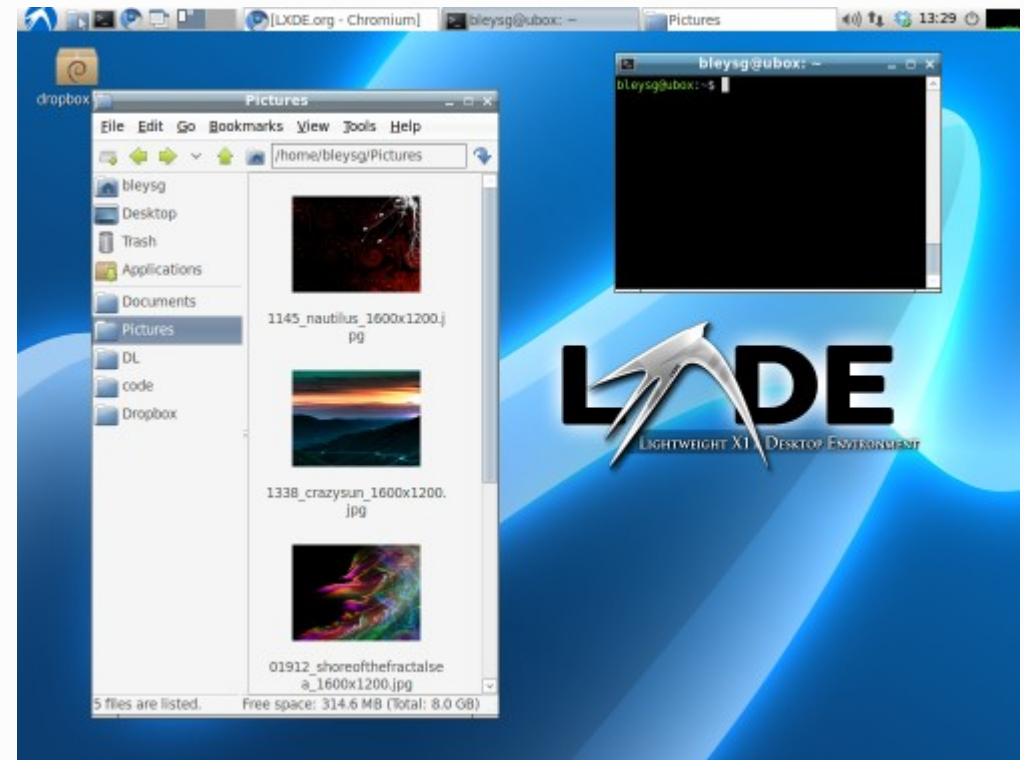 [LXDE.org - Chromium]
bleysg@ubox: ~
Pictures
13:29
dropbox
Pictures
File Edit Go Bookmarks View Tools Help
/home/bleysg/Pictures
bleysg
Desktop
Trash
Applications
Documents
Pictures
DL
code
Dropbox
1145_nautilus_1600x1200.j
pg
1338_crazysun_1600x1200.
jpg
01912_shoreofthefractalse
a_1600x1200.jpg
5 files are listed.
Free space: 314.6 MB (Total: 8.0 GB)
bleysg@ubox: ~
bleysg@ubox:~$
LXDE
LIGHTWEIGHT X11 DESKTOP ENVIRONMENT